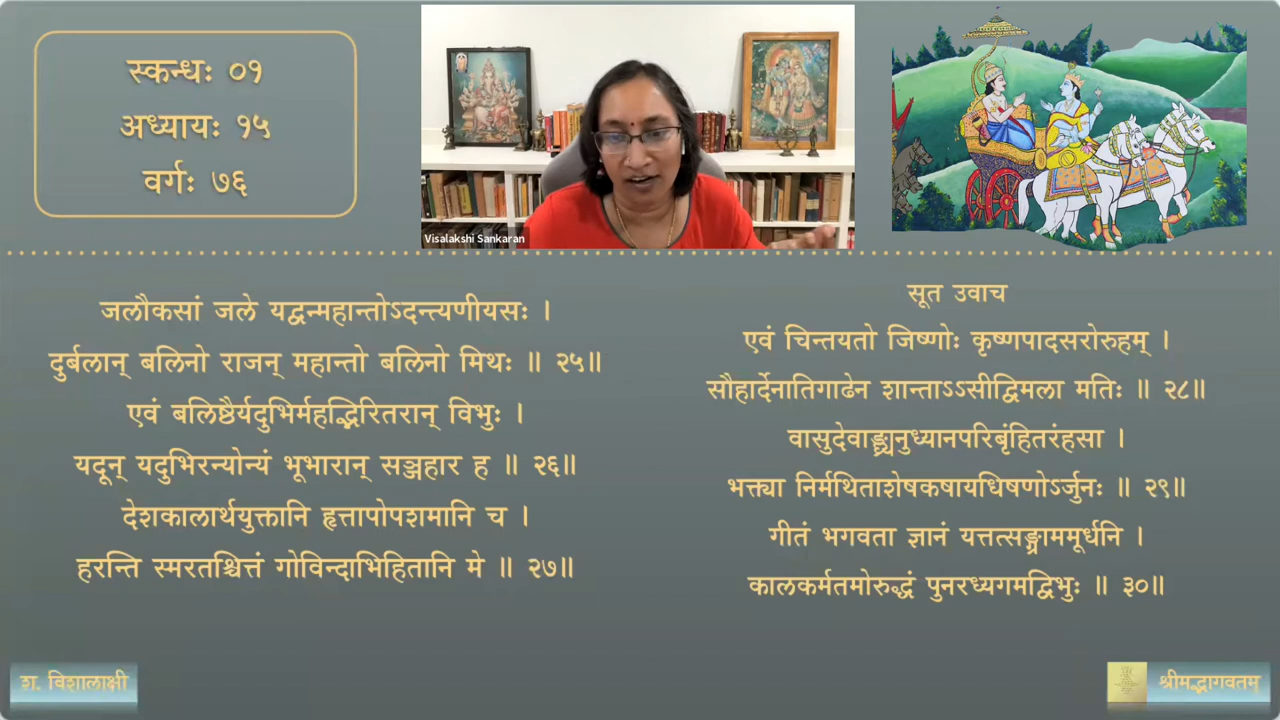 स्कन्धः ०१
अध्यायः १५
वर्गः ७६
Visalakshi Sankaran
जलौकसां जले यद्वन्महान्तोऽदन्त्यणीयसः ।
दुर्बलान् बलिनो राजन् महान्तो बलिनो मिथः ॥ २५॥
एवं बलिष्ठैर्यदुभिर्महद्भिरितरान् विभुः ।
यदून् यदुभिरन्योन्यं भूभारान् सञ्जहार ह ॥ २६॥
देशकालार्थयुक्तानि हृत्तापोपशमानि च ।
हरन्ति स्मरतश्चित्तं गोविन्दाभिहितानि मे ॥ २७॥
सूत उवाच
एवं चिन्तयतो जिष्णोः कृष्णपादसरोरुहम् ।
सौहार्देनातिगाढेन शान्ताऽऽसीद्विमला मतिः ॥ २८॥
वासुदेवाङ्घ्र्यनुध्यानपरिबृंहितरंहसा ।
भक्त्या निर्मथिताशेषकषायधिषणोऽर्जुनः ॥ २९॥
गीतं भगवता ज्ञानं यत्तत्सङ्ग्राममूर्धनि ।
कालकर्मतमोरुद्धं पुनरध्यगमद्विभुः ॥ ३०॥
श. विशालाक्षी
श्रीमद्भागवतम्